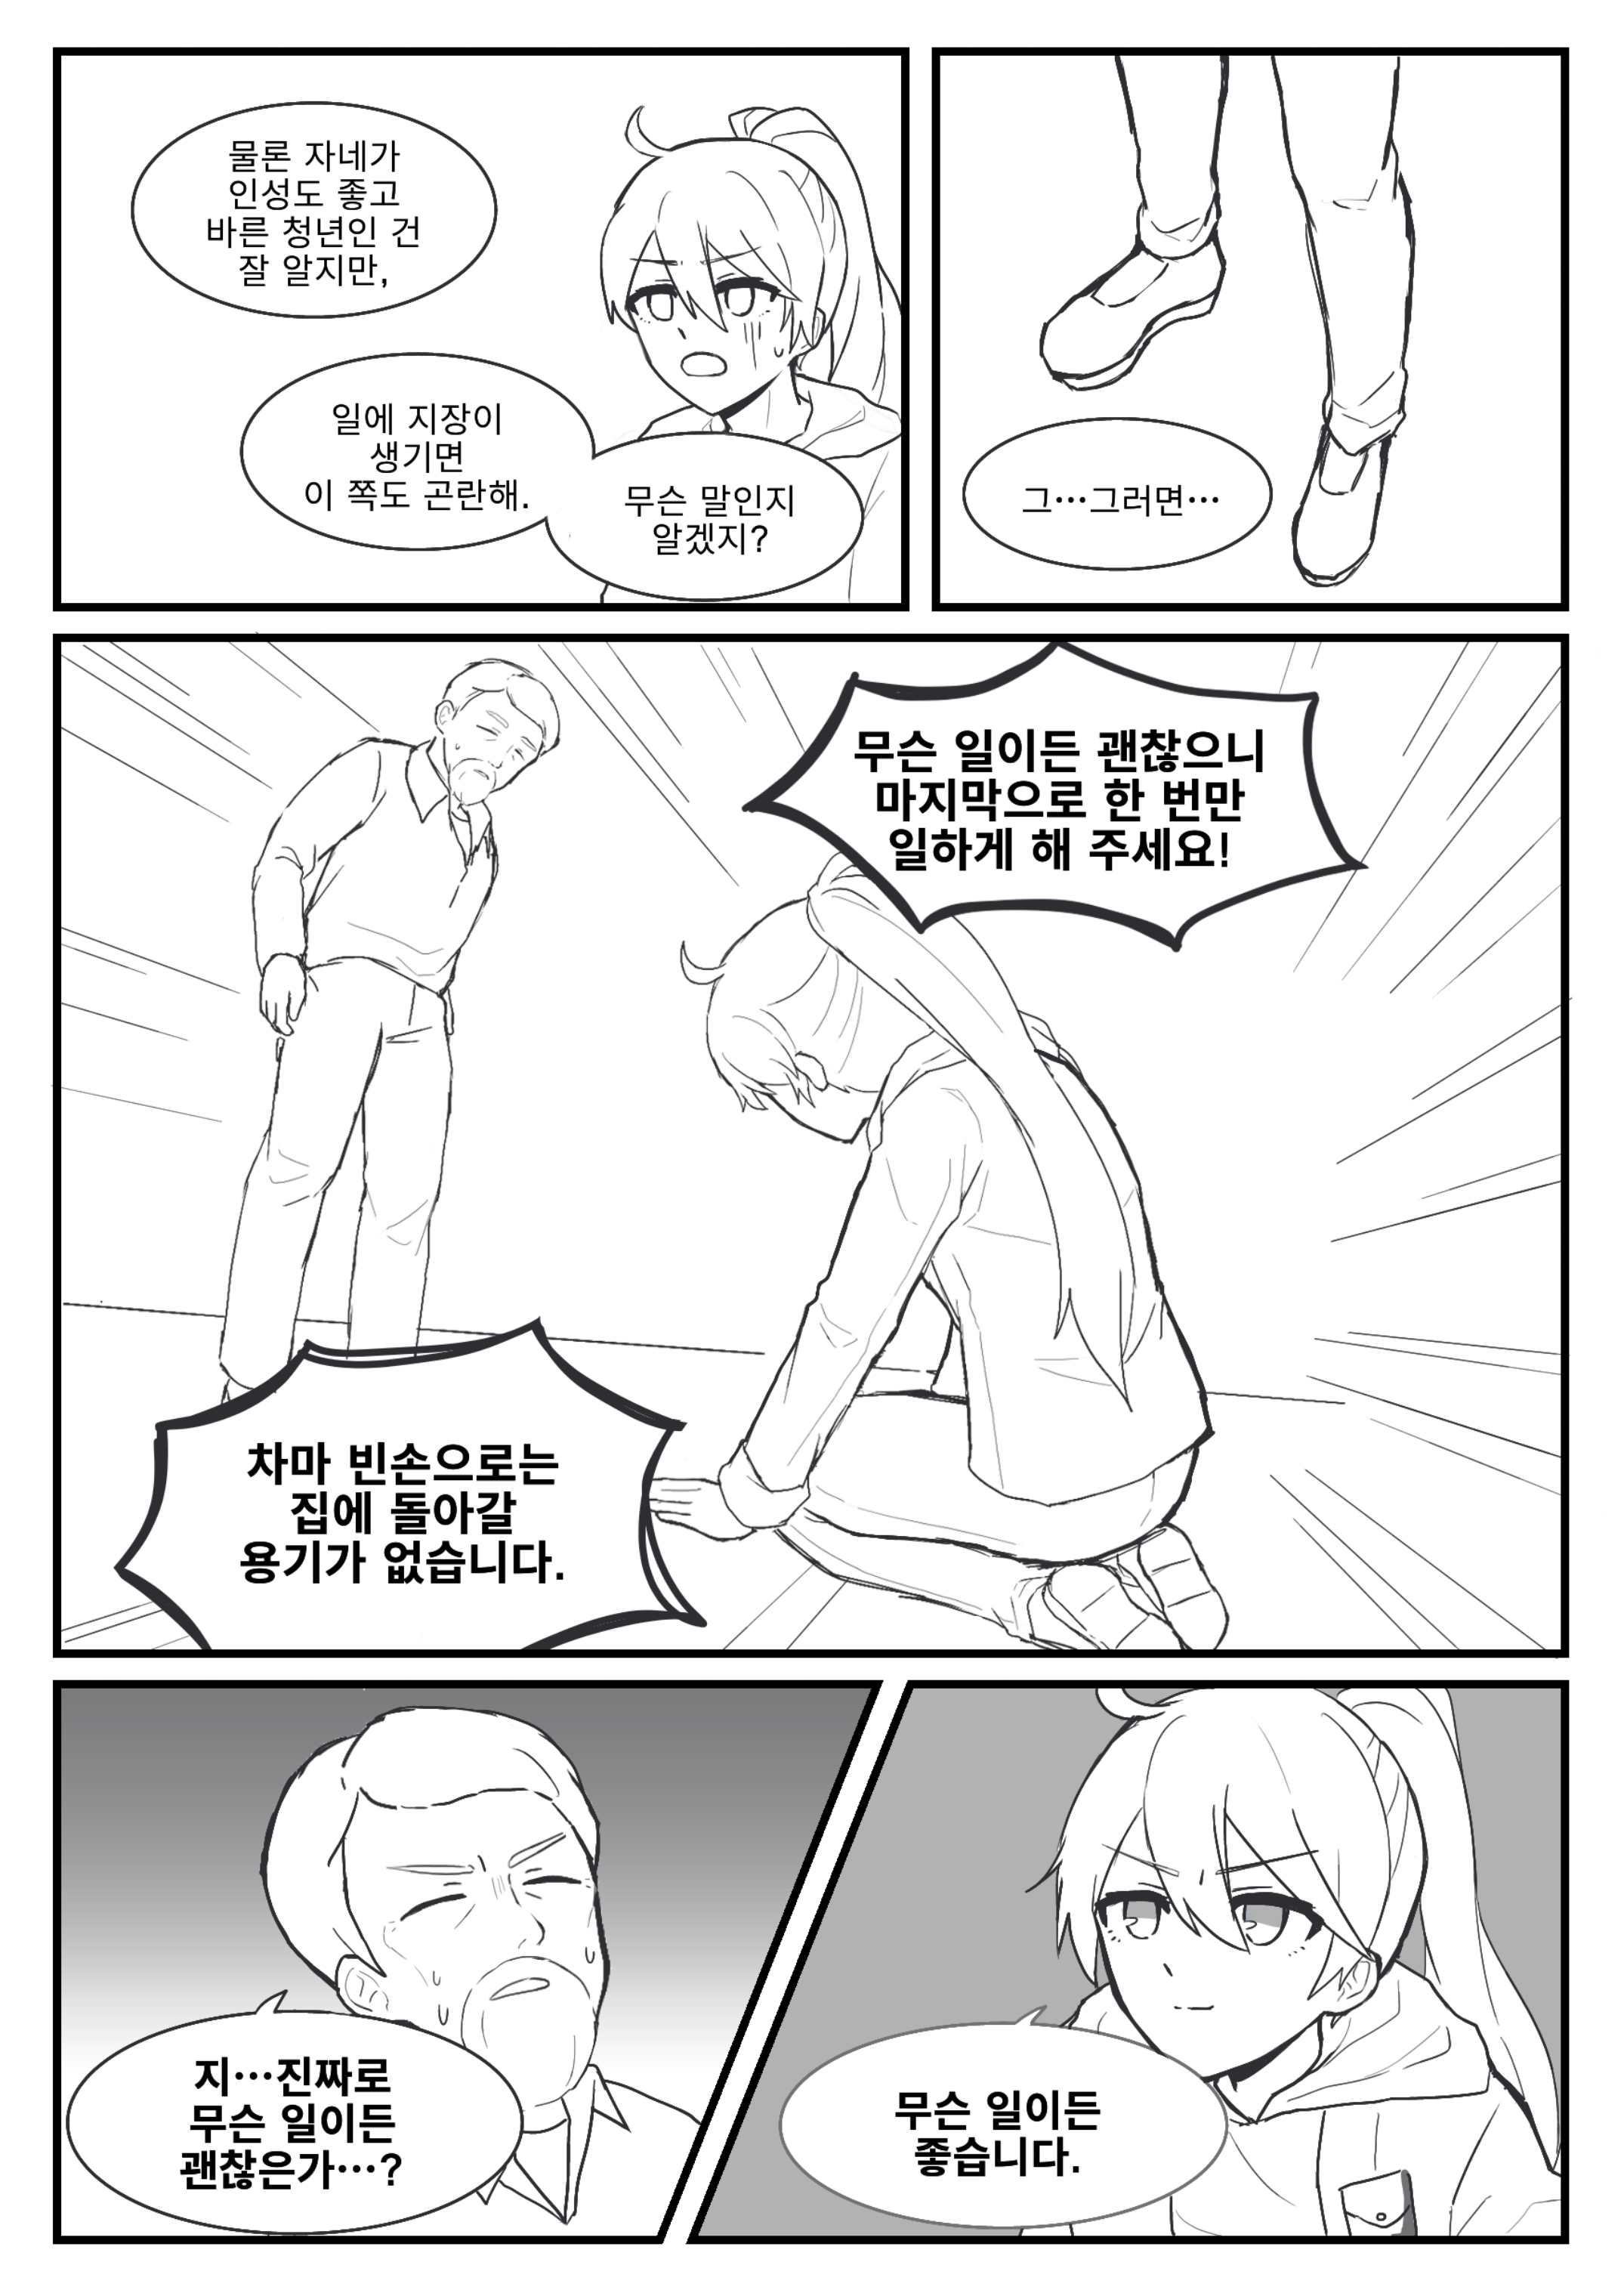 물론 자네가
인성도 좋고
바른 청년인 건
잘 알지만,
일에 지장이
생기면
이 쪽도 곤란해.
무슨 말인지
알겠지?
그…그러면…
무슨 일이든 괜찮으니
마지막으로 한 번만
일하게 해 주세요!
차마 빈손으로는
집에 돌아갈
용기가 없습니다.
지…진짜로
무슨 일이든
괜찮은가…?
무슨 일이든
좋습니다.